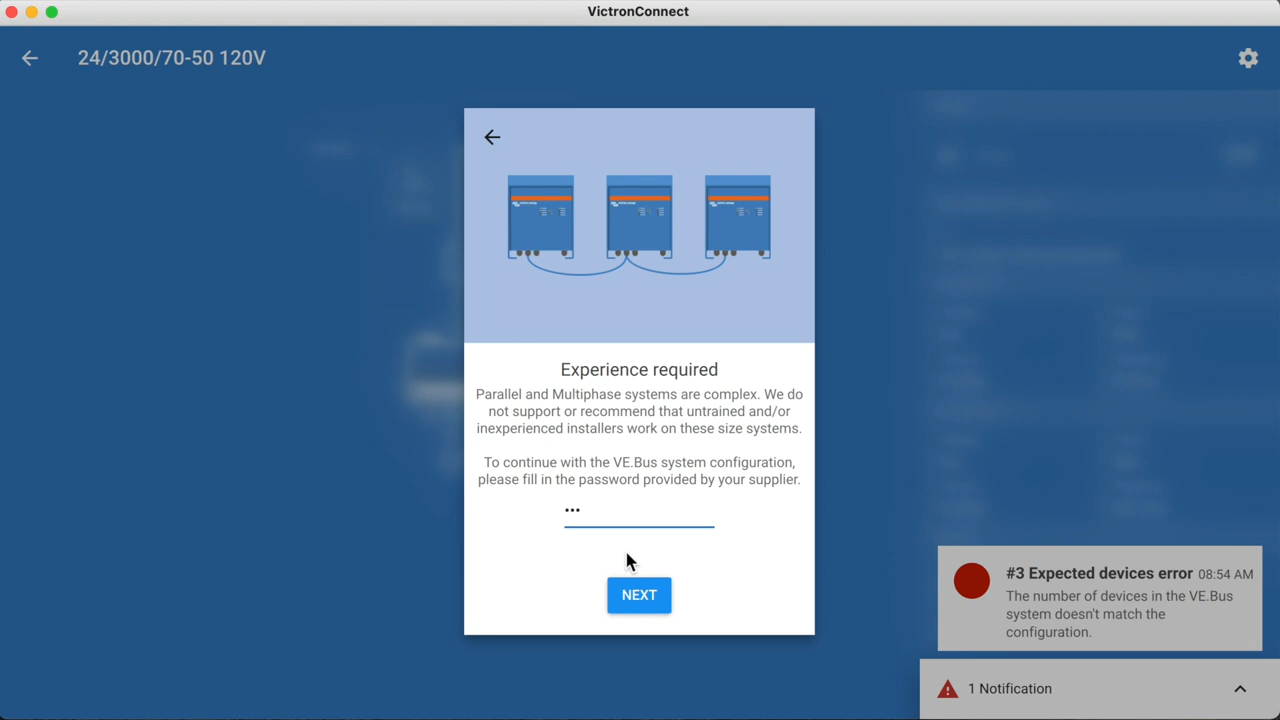 VictronConnect
24/3000/70-50 120V
Experience required
Parallel and Multiphase systems are complex. We do
not support or recommend that untrained and/or
inexperienced installers work on these size systems.
To continue with the VE.Bus system configuration,
please fill in the password provided by your supplier.
•••
NEXT
#3 Expected devices error 08:54 AM
The number of devices in the VE.Bus
system doesn't match the
configuration.
1 Notification